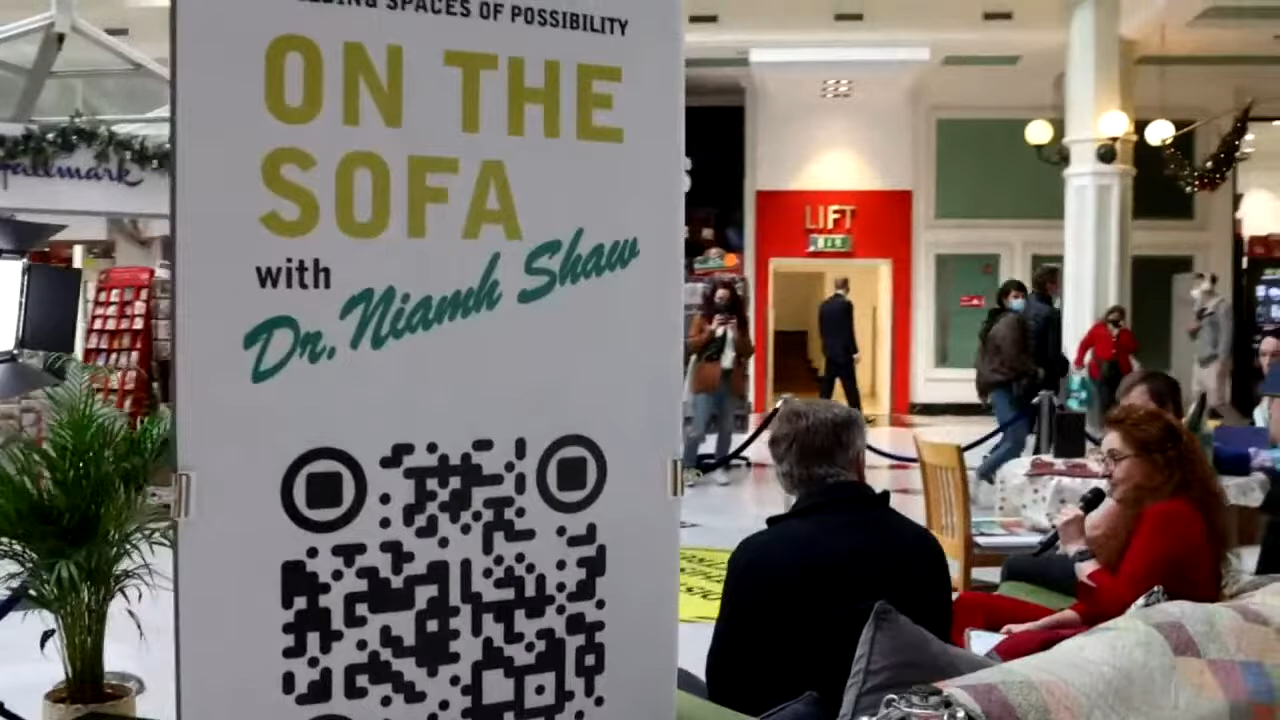 SPACES OF POSSIBILITY
ON THE
SOFA
with
Dr. Niamh Shaw
Hallmark
LIFT